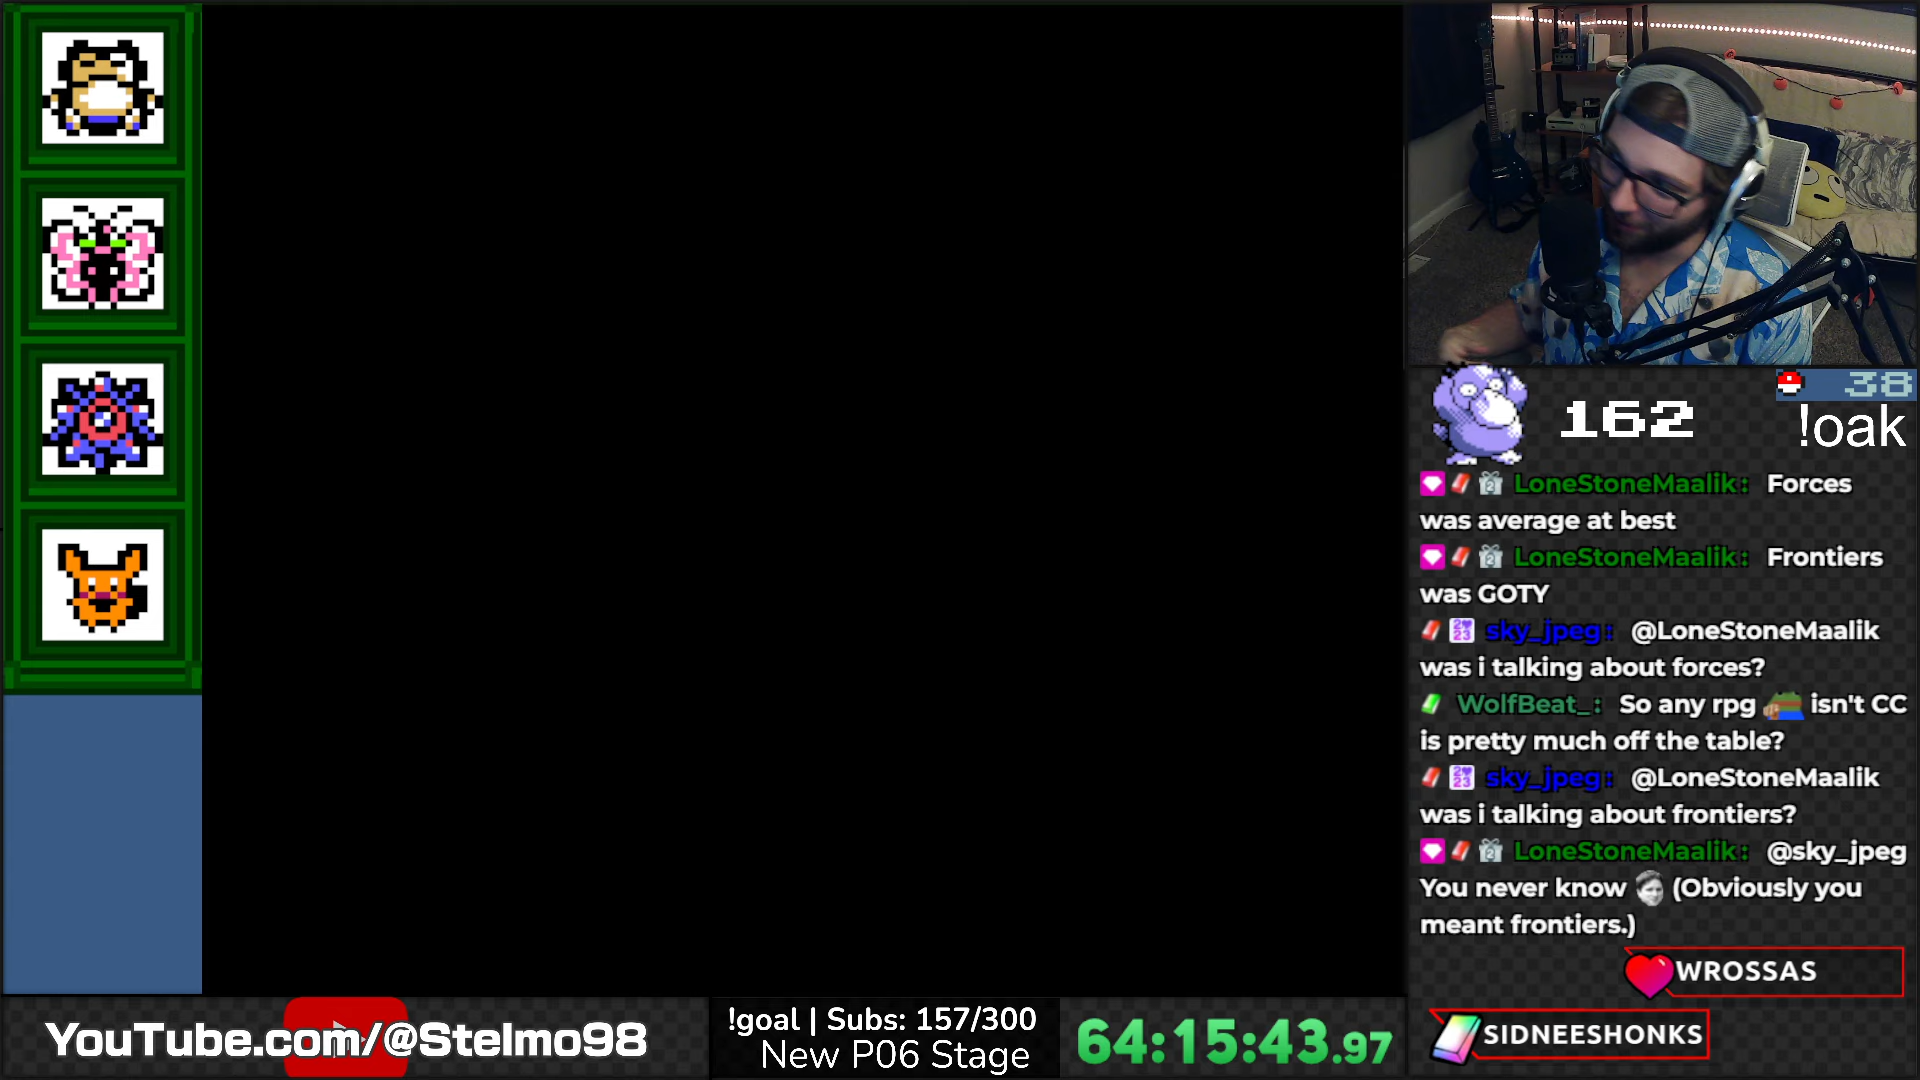 38
162
!oak
LoneStoneMaalik: Forces
was average at best
LoneStoneMaalik: Frontiers
was GOTY
sky_jpeg: @LoneStoneMaalik
was i talking about forces?
WolfBeat_: So any rpg isn't CC
is pretty much off the table?
sky_jpeg: @LoneStoneMaalik
was i talking about frontiers?
LoneStoneMaalik: @sky_jpeg
You never know (Obviously you
meant frontiers.)
WROSSAS
SIDNEESHONKS
YouTube.com/@Stelmo98
!goal | Subs: 157/300
New P06 Stage
64:15:43.97